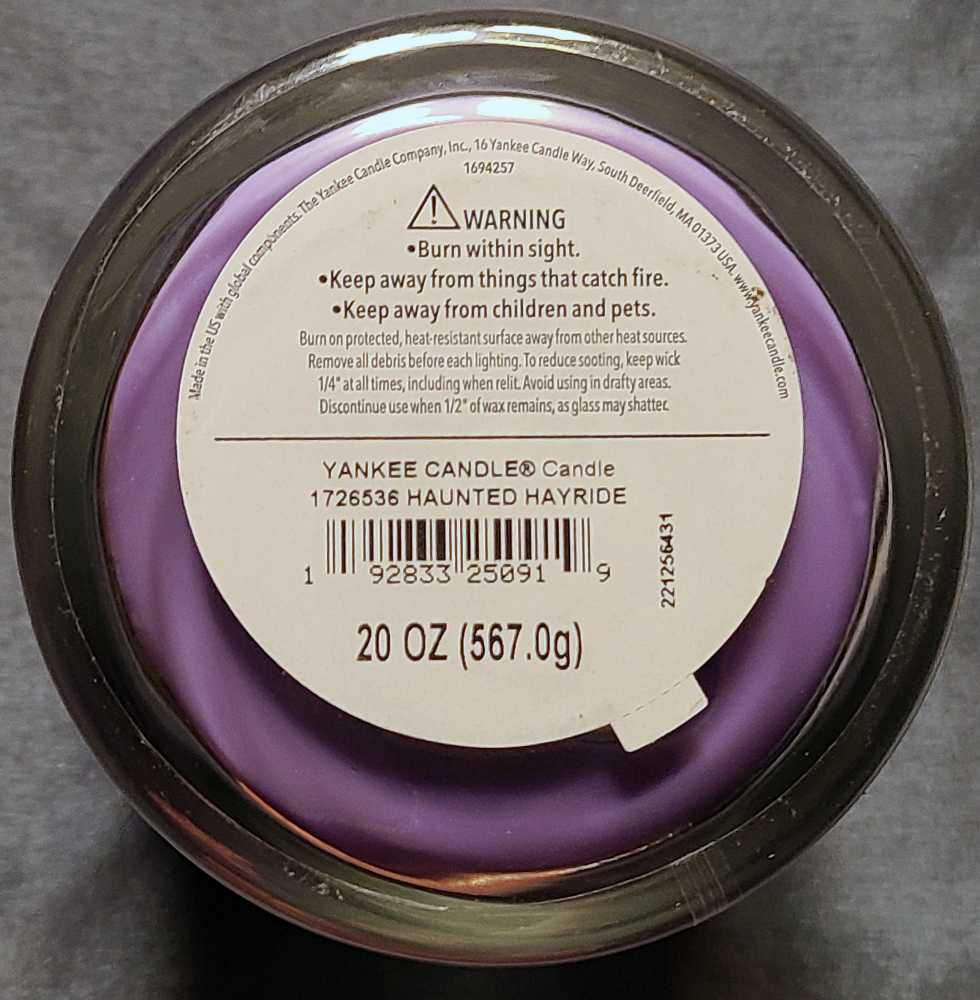 Made in the US with global components. The Yankee Candle Company, Inc., 16 Yankee Candle Way, South Deerfield, MA 01373 USA. www.yankeecandle.com
1694257
WARNING
•Burn within sight.
•Keep away from things that catch fire.
•Keep away from children and pets.
Burn on protected, heat-resistant surface away from other heat sources.
Remove all debris before each lighting. To reduce sooting, keep wick
1/4" at all times, including when relit. Avoid using in drafty areas.
Discontinue use when 1/2" of wax remains, as glass may shatter.
YANKEE CANDLE® Candle
1726536 HAUNTED HAYRIDE
1 92833 25091 9
221256431
20 OZ (567.0g)